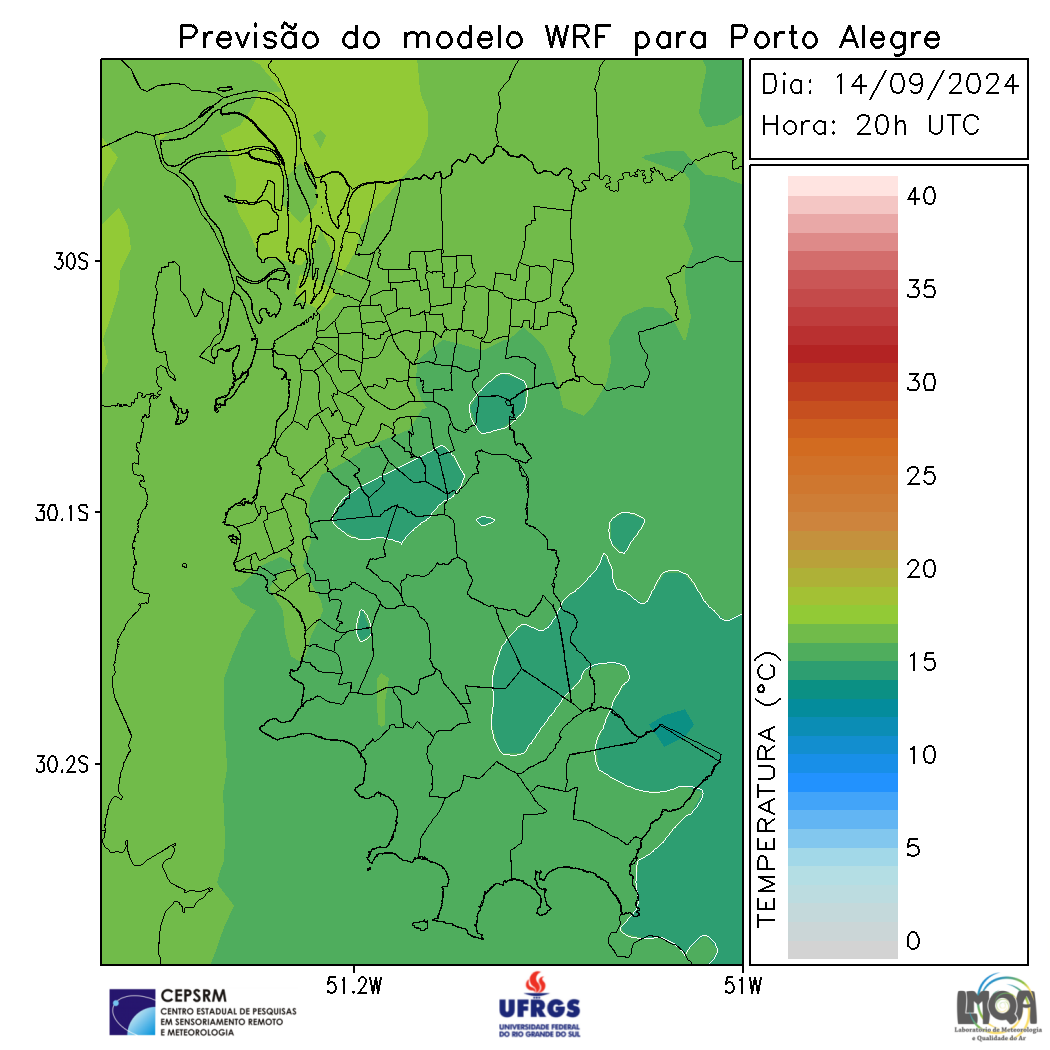 Previsão do modelo WRF para Porto Alegre
Dia: 14/09/2024
Hora: 20h UTC
40
35
30
25
20
15
10
5
0
TEMPERATURA (°C)
30S
30.1S
30.2S
51.2W
51W
CEPSRM
CENTRO ESTADUAL DE PESQUISAS
EM SENSORIAMENTO REMOTO
E METEOROLOGIA
UFRGS
UNIVERSIDADE FEDERAL
DO RIO GRANDE DO SUL
LMQA
Laboratório de Meteorologia
e Qualidade do Ar